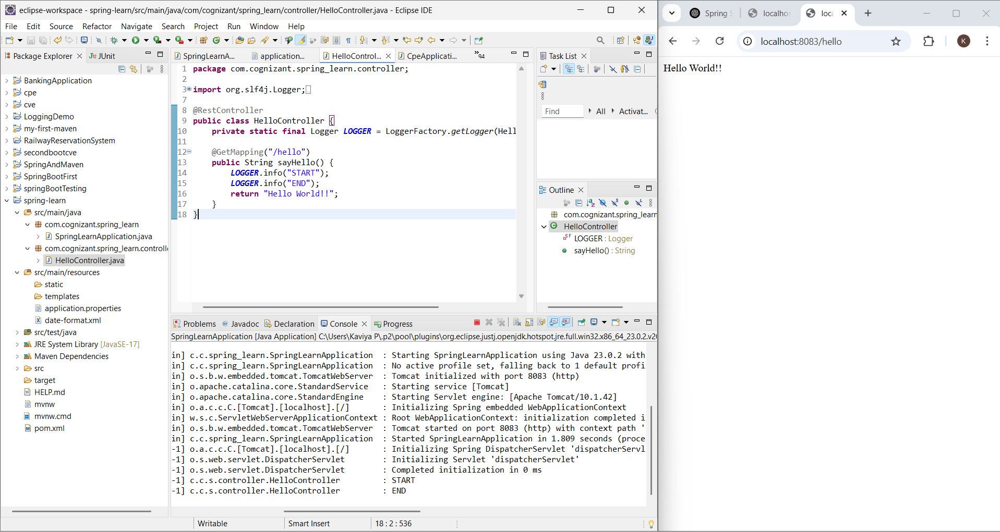 eclipse-workspace - spring-learn/src/main/java/com/cognizant/spring_learn/controller/HelloController.java - Eclipse IDE
File Edit Source Refactor Navigate Search Project Run Window Help
Package Explorer
JUnit
BankingApplication
cpe
cve
LoggingDemo
my-first-maven
RailwayReservationSystem
secondbootcve
SpringAndMaven
SpringBootFirst
springBootTesting
spring-learn
src/main/java
com.cognizant.spring_learn
SpringLearnApplication.java
com.cognizant.spring_learn.controlle
HelloController.java
src/main/resources
static
templates
application.properties
date-format.xml
src/test/java
JRE System Library [JavaSE-17]
Maven Dependencies
src
target
HELP.md
mvnw
mvnw.cmd
pom.xml
SpringLearnA... application... HelloControl... CpeApplicati... »94
1 package com.cognizant.spring_learn.controller;
2
3 import org.slf4j.Logger;
7
8 @RestController
9 public class HelloController {
10 private static final Logger LOGGER = LoggerFactory.getLogger(Hell
11
12 @GetMapping("/hello")
13 public String sayHello() {
14 LOGGER.info("START");
15 LOGGER.info("END");
16 return "Hello World!!";
17 }
18 }
Task List
Find All Activat...
Outline
com.cognizant.spring_learn
HelloController
LOGGER : Logger
sayHello() : String
Problems Javadoc Declaration Console Progress
SpringLearnApplication [Java Application] C:\Users\Kaviya P\.p2\pool\plugins\org.eclipse.justj.openjdk.hotspot.jre.full.win32.x86_64_23.0.2.v20
in] c.c.spring_learn.SpringLearnApplication : Starting SpringLearnApplication using Java 23.0.2 with
in] c.c.spring_learn.SpringLearnApplication : No active profile set, falling back to 1 default profi
in] o.s.b.w.embedded.tomcat.TomcatWebServer : Tomcat initialized with port 8083 (http)
in] o.apache.catalina.core.StandardService : Starting service [Tomcat]
in] o.apache.catalina.core.StandardEngine : Starting Servlet engine: [Apache Tomcat/10.1.42]
in] o.a.c.c.C.[Tomcat].[localhost].[/] : Initializing Spring embedded WebApplicationContext
in] w.s.c.ServletWebServerApplicationContext : Root WebApplicationContext: initialization completed i
in] o.s.b.w.embedded.tomcat.TomcatWebServer : Tomcat started on port 8083 (http) with context path '
in] c.c.spring_learn.SpringLearnApplication : Started SpringLearnApplication in 1.809 seconds (proce
-1] o.a.c.c.C.[Tomcat].[localhost].[/] : Initializing Spring DispatcherServlet 'dispatcherServl
-1] o.s.web.servlet.DispatcherServlet : Initializing Servlet 'dispatcherServlet'
-1] o.s.web.servlet.DispatcherServlet : Completed initialization in 0 ms
-1] c.c.s.controller.HelloController : START
-1] c.c.s.controller.HelloController : END
Writable Smart Insert 18 : 2 : 536
Spring S localhos loca
localhost:8083/hello
K
Hello World!!